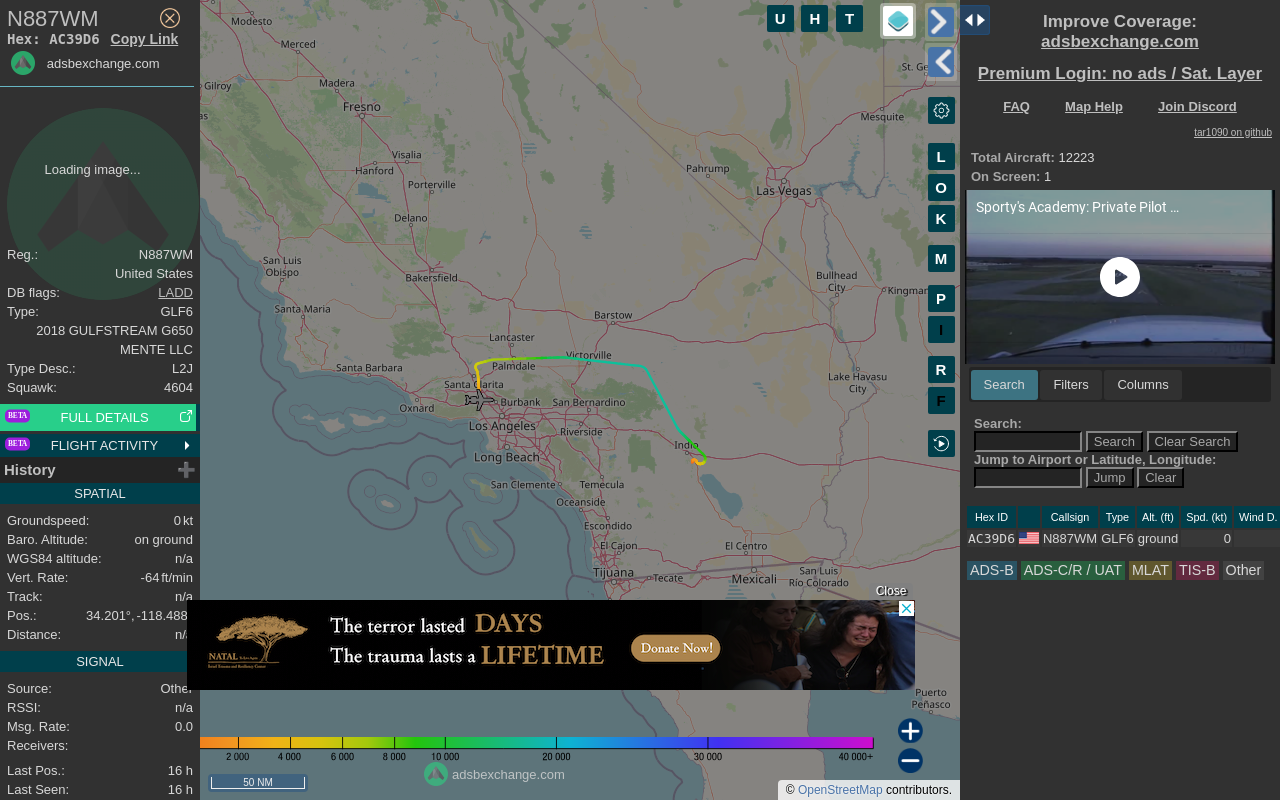 N887WM
Hex: AC39D6 Copy Link
adsbexchange.com
Loading image...
Reg.: N887WM
United States
DB flags: LADD
Type: GLF6
2018 GULFSTREAM G650
MENTE LLC
Type Desc.: L2J
Squawk: 4604
BETA FULL DETAILS
BETA FLIGHT ACTIVITY
History
SPATIAL
Groundspeed: 0 kt
Baro. Altitude: on ground
WGS84 altitude: n/a
Vert. Rate: -64 ft/min
Track: n/a
Pos.: 34.201°, -118.488
Distance: n/a
SIGNAL
Source: Other
RSSI: n/a
Msg. Rate: 0.0
Receivers:
Last Pos.: 16 h
Last Seen: 16 h
U H T
Modesto
Merced
Gilroy
Madera
Fresno
St. Ge
Mesquite
Visalia
Hanford
Porterville
Pahrump
Las Vegas
Delano
San Luis
Obispo
Bakersfield
Bullhead
City
Kingman
Santa Maria
Barstow
Lancaster
Victorville
Palmdale
Santa Barbara
Santa Clarita
Lake Havasu
City
Oxnard
Burbank
San Bernardino
Los Angeles
Riverside
Indio
Long Beach
San Clemente
Temecula
Oceanside
Escondido
El Cajon
El Centro
Tijuana
Tecate
Mexicali
San Luis
Río Colorado
Puerto
Peñasco
L
O
K
M
P
I
R
F
Close
The terror lasted DAYS
The trauma lasts a LIFETIME
NATAL
Donate Now!
2 000 4 000 6 000 8 000 10 000 20 000 30 000 40 000+
50 NM
adsbexchange.com
© OpenStreetMap contributors.
Improve Coverage:
adsbexchange.com
Premium Login: no ads / Sat. Layer
FAQ Map Help Join Discord
tar1090 on github
Total Aircraft: 12223
On Screen: 1
Sporty's Academy: Private Pilot ...
Search Filters Columns
Search:
Search Clear Search
Jump to Airport or Latitude, Longitude:
Jump Clear
Hex ID Callsign Type Alt. (ft) Spd. (kt) Wind D.
AC39D6 N887WM GLF6 ground 0
ADS-B ADS-C/R / UAT MLAT TIS-B Other